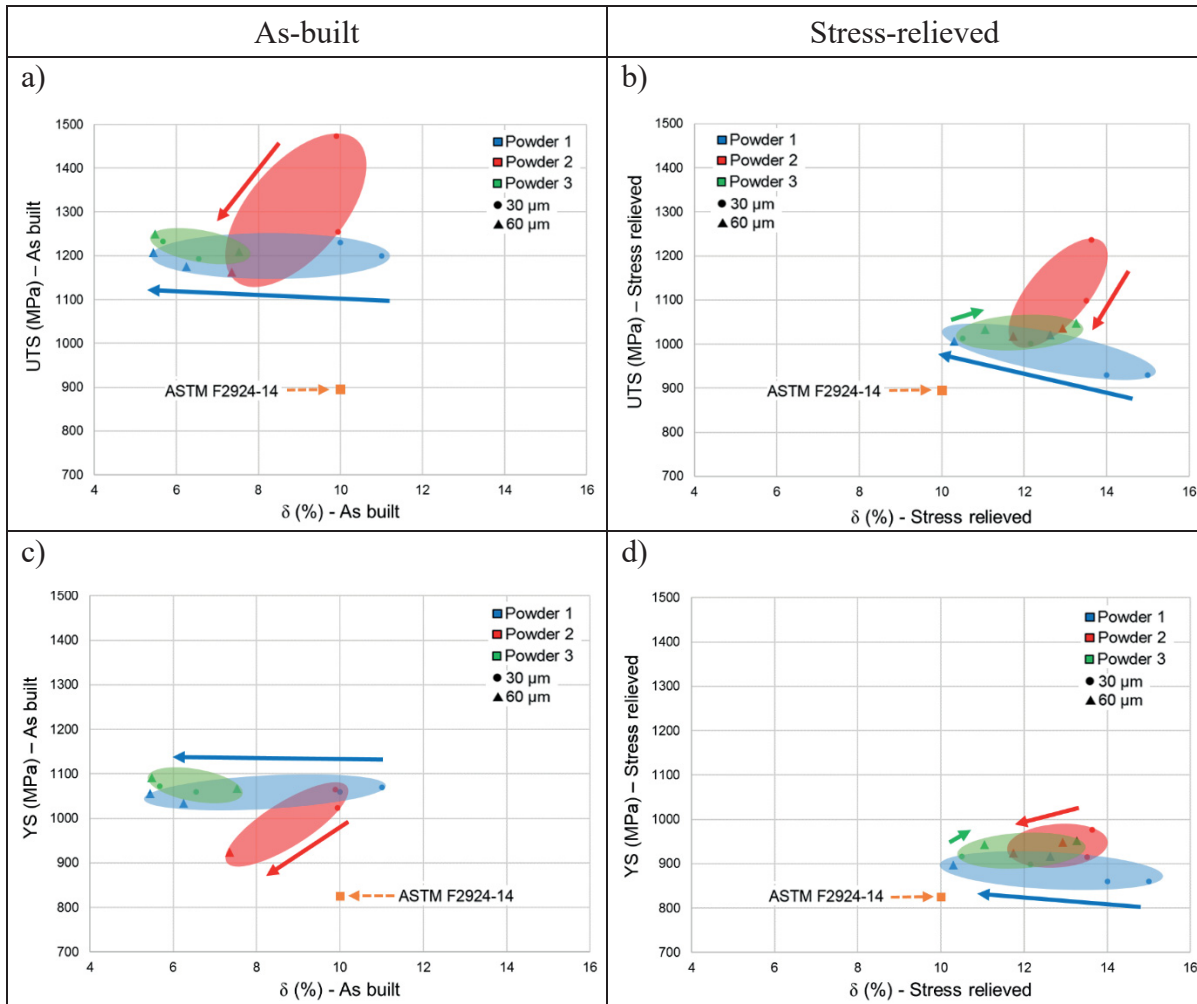 As-built
Stress-relieved
a)
UTS (MPa) – As built
1500
1400
1300
1200
1100
1000
900
800
700
Powder 1
Powder 2
Powder 3
30 µm
60 µm
ASTM F2924-14
4 6 8 10 12 14 16
δ (%) - As built
b)
UTS (MPa) – Stress relieved
1500
1400
1300
1200
1100
1000
900
800
700
Powder 1
Powder 2
Powder 3
30 µm
60 µm
ASTM F2924-14
4 6 8 10 12 14 16
δ (%) - Stress relieved
c)
YS (MPa) – As built
1500
1400
1300
1200
1100
1000
900
800
700
Powder 1
Powder 2
Powder 3
30 µm
60 µm
ASTM F2924-14
4 6 8 10 12 14 16
δ (%) - As built
d)
YS (MPa) – Stress relieved
1500
1400
1300
1200
1100
1000
900
800
700
Powder 1
Powder 2
Powder 3
30 µm
60 µm
ASTM F2924-14
4 6 8 10 12 14 16
δ (%) - Stress relieved